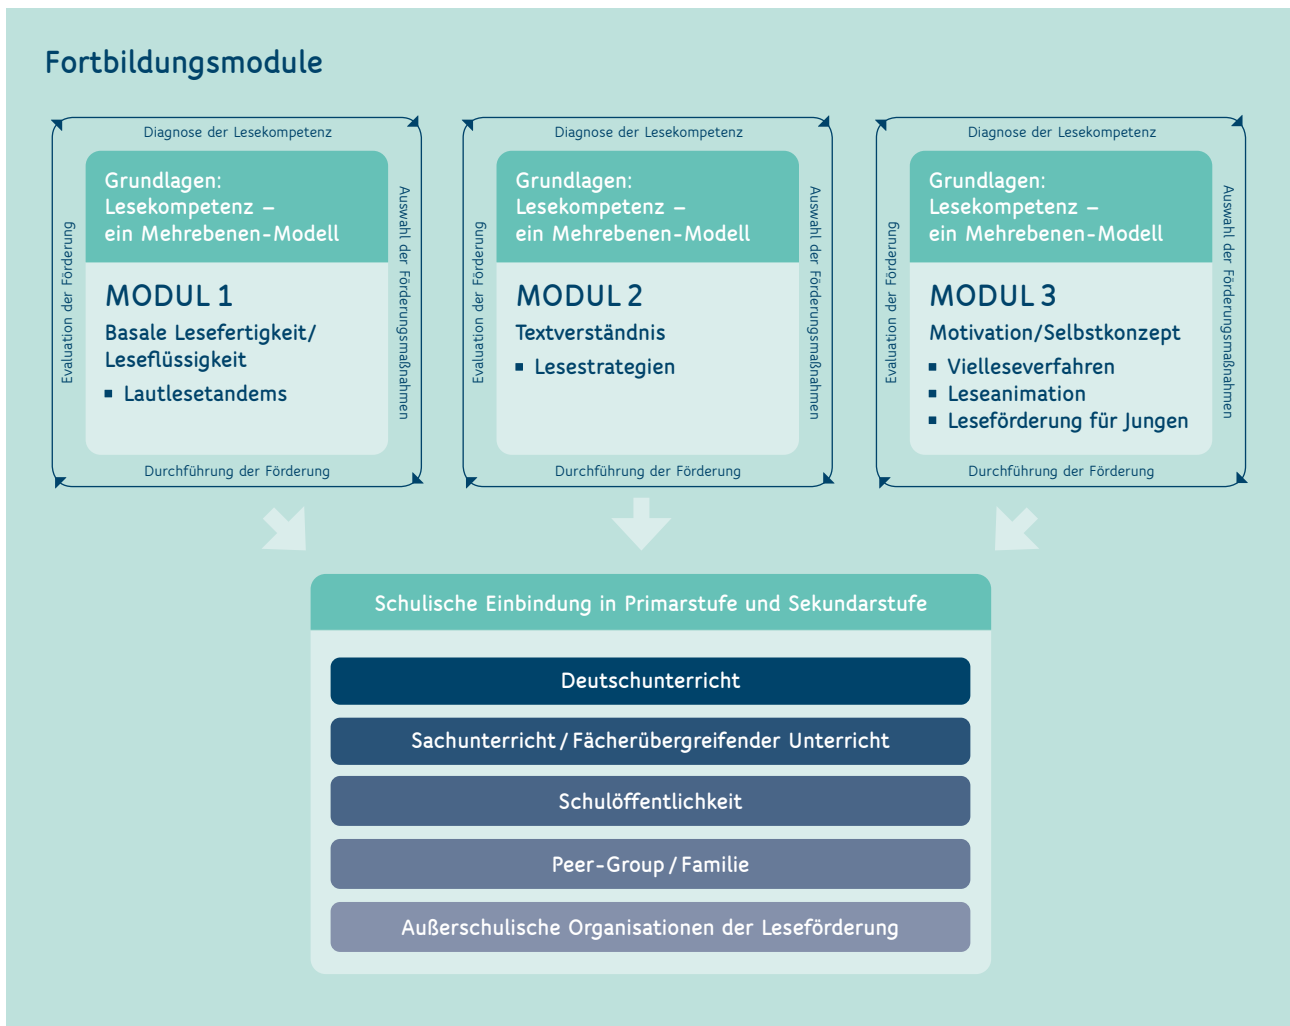 Fortbildungsmodule
Diagnose der Lesekompetenz
Evaluation der Förderung
Grundlagen:
Lesekompetenz –
ein Mehrebenen-Modell
MODUL 1
Basale Lesefertigkeit/
Leseflüssigkeit
▪ Lautlesetandems
Auswahl der Förderungsmaßnahmen
Durchführung der Förderung
Diagnose der Lesekompetenz
Evaluation der Förderung
Grundlagen:
Lesekompetenz –
ein Mehrebenen-Modell
MODUL 2
Textverständnis
▪ Lesestrategien
Auswahl der Förderungsmaßnahmen
Durchführung der Förderung
Diagnose der Lesekompetenz
Evaluation der Förderung
Grundlagen:
Lesekompetenz –
ein Mehrebenen-Modell
MODUL 3
Motivation/Selbstkonzept
▪ Vielleseverfahren
▪ Leseanimation
▪ Leseförderung für Jungen
Auswahl der Förderungsmaßnahmen
Durchführung der Förderung
Schulische Einbindung in Primarstufe und Sekundarstufe
Deutschunterricht
Sachunterricht / Fächerübergreifender Unterricht
Schulöffentlichkeit
Peer-Group / Familie
Außerschulische Organisationen der Leseförderung